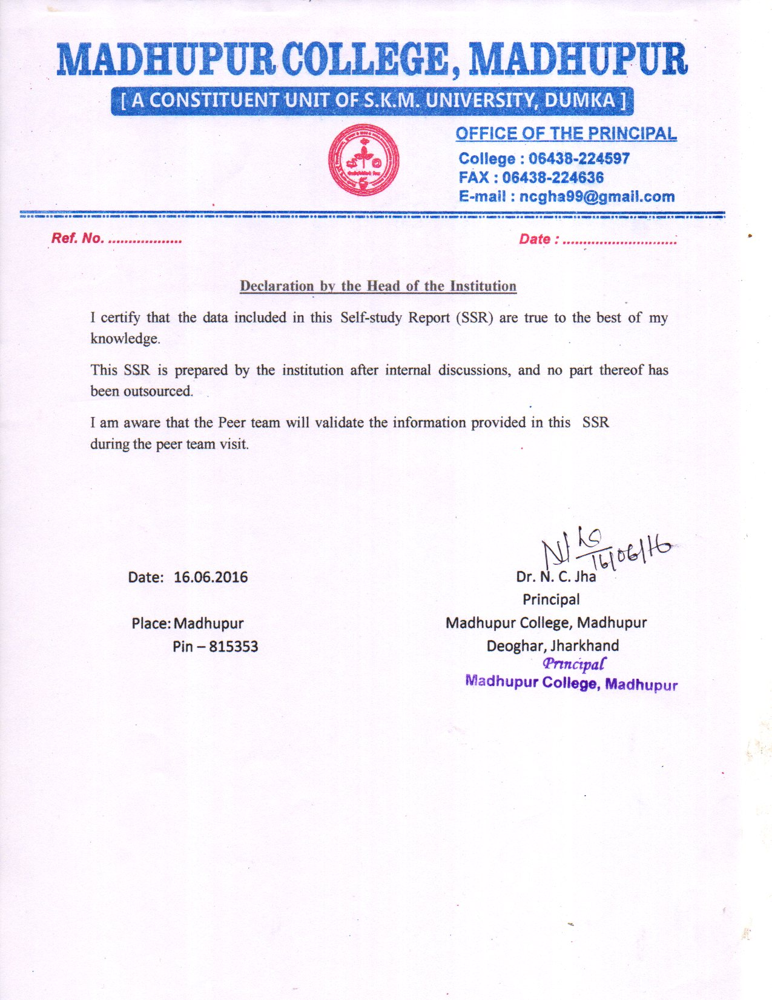 MADHUPUR COLLEGE, MADHUPUR
[ A CONSTITUENT UNIT OF S.K.M. UNIVERSITY, DUMKA ]
OFFICE OF THE PRINCIPAL
College : 06438-224597
FAX : 06438-224636
E-mail : ncgha99@gmail.com
Ref. No. ..................
Date : ............................
Declaration by the Head of the Institution
I certify that the data included in this Self-study Report (SSR) are true to the best of my
knowledge.
This SSR is prepared by the institution after internal discussions, and no part thereof has
been outsourced.
I am aware that the Peer team will validate the information provided in this SSR
during the peer team visit.
16/06/16
Date: 16.06.2016
Dr. N. C. Jha
Principal
Place: Madhupur
Madhupur College, Madhupur
Pin – 815353
Deoghar, Jharkhand
Principal
Madhupur College, Madhupur